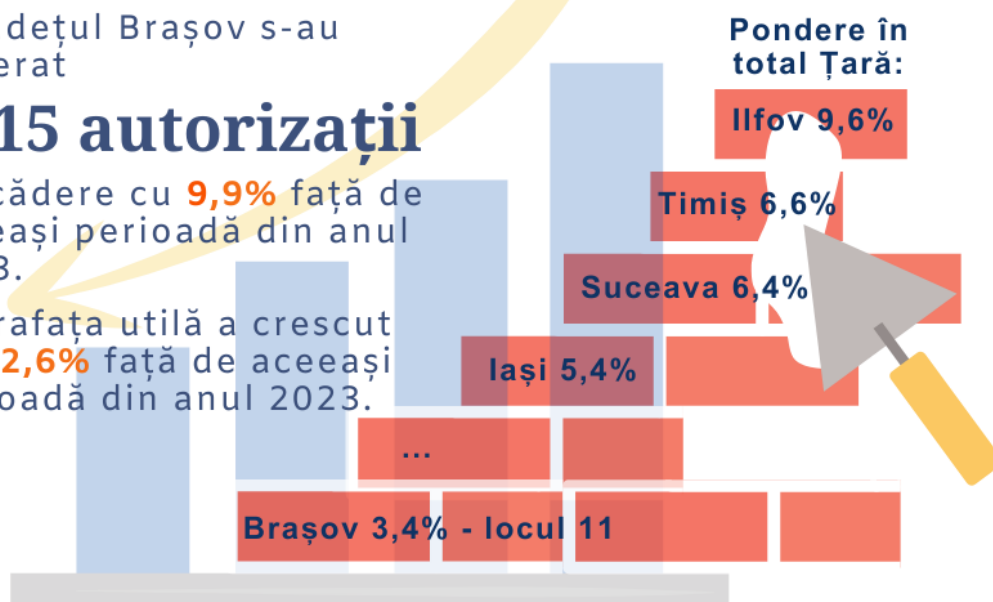 dețul Brașov s-au
erat
15 autorizații
cădere cu 9,9% față de
eași perioadă din anul
3.
rafața utilă a crescut
2,6% față de aceeași
oadă din anul 2023.
Pondere în
total Țară:
Ilfov 9,6%
Timiș 6,6%
Suceava 6,4%
Iași 5,4%
...
Brașov 3,4% - locul 11